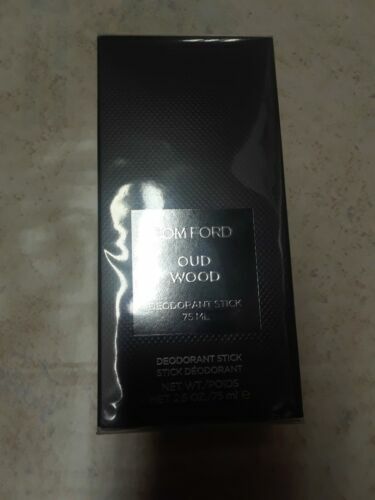 TOM FORD
OUD
WOOD
DEODORANT STICK
75 ML
DEODORANT STICK
STICK DÉODORANT
NET WT./POIDS
NET 2.5 OZ./75 ml ℮